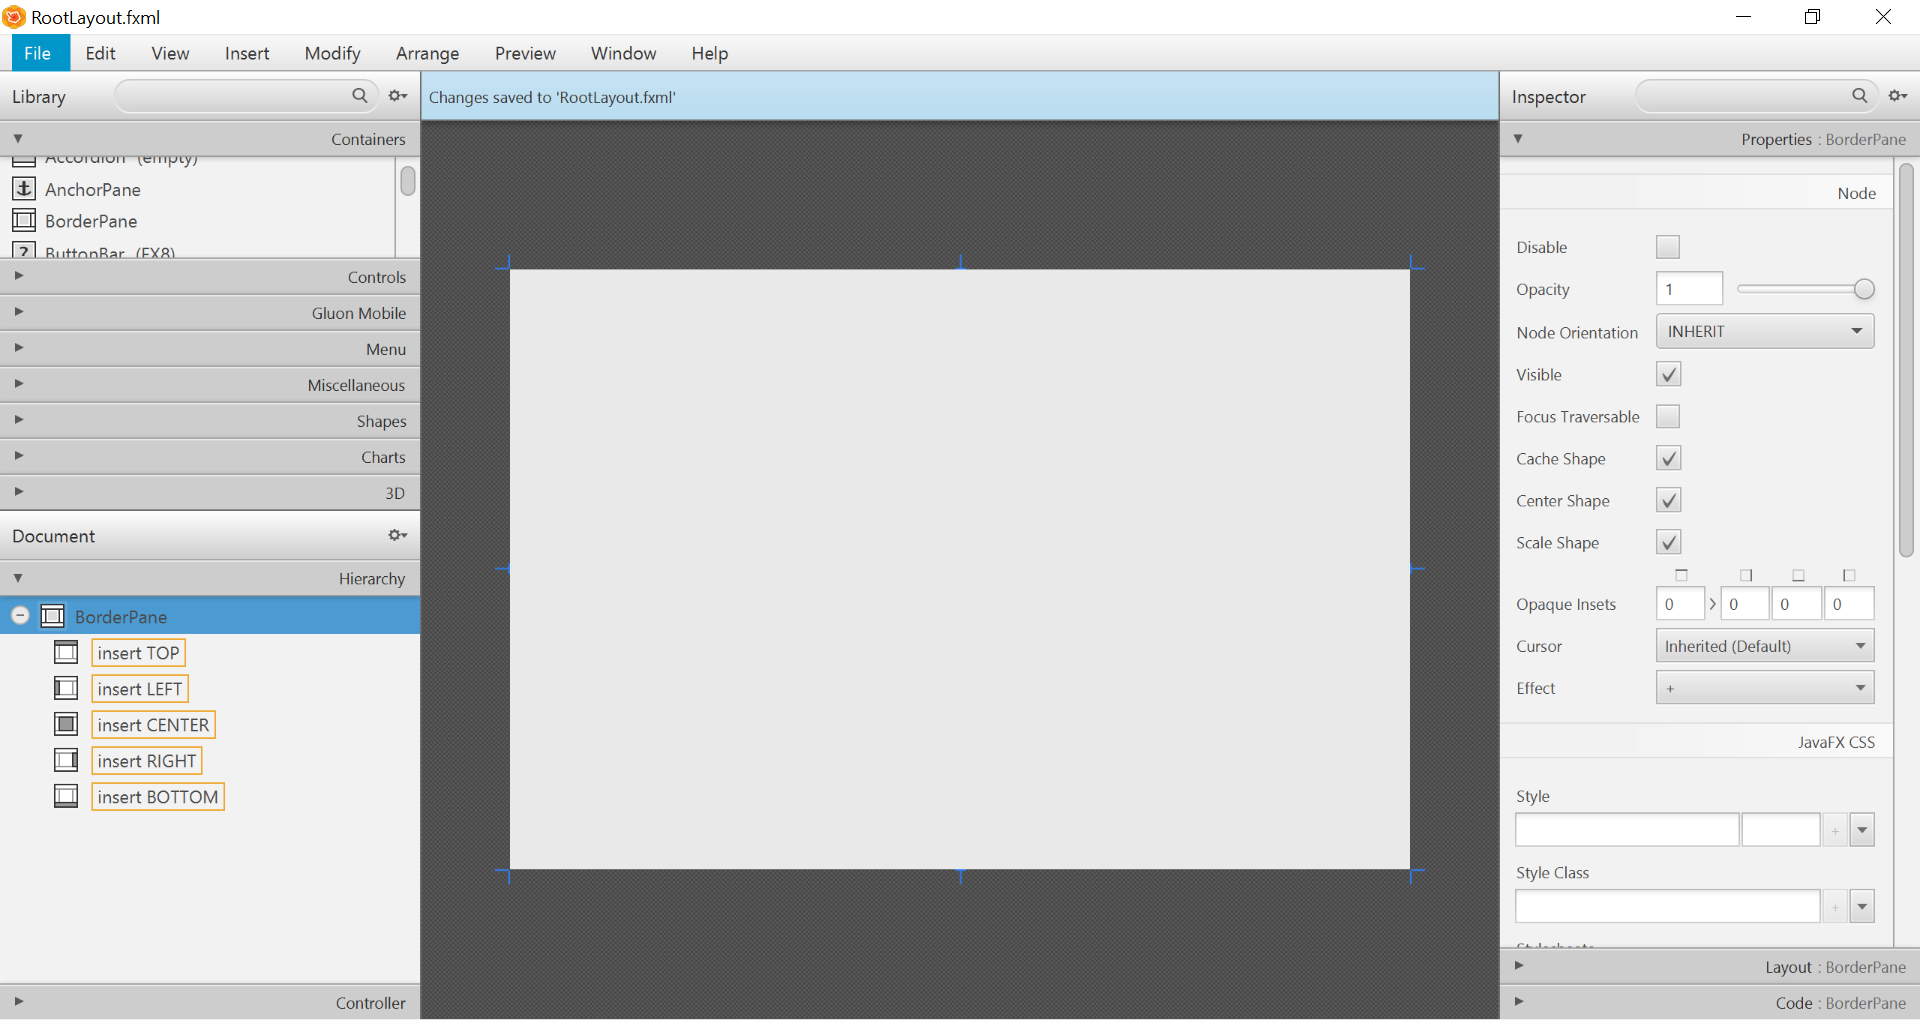 RootLayout.fxml
File Edit View Insert Modify Arrange Preview Window Help
Library
Changes saved to 'RootLayout.fxml'
Inspector
Containers
Accordion (empty)
AnchorPane
BorderPane
ButtonBar (FX8)
Controls
Gluon Mobile
Menu
Miscellaneous
Shapes
Charts
3D
Document
Hierarchy
BorderPane
insert TOP
insert LEFT
insert CENTER
insert RIGHT
insert BOTTOM
Controller
Properties : BorderPane
Node
Disable
Opacity 1
Node Orientation INHERIT
Visible
Focus Traversable
Cache Shape
Center Shape
Scale Shape
Opaque Insets 0 > 0 0 0
Cursor Inherited (Default)
Effect +
JavaFX CSS
Style
+
Style Class
+
Stylesheets
Layout : BorderPane
Code : BorderPane